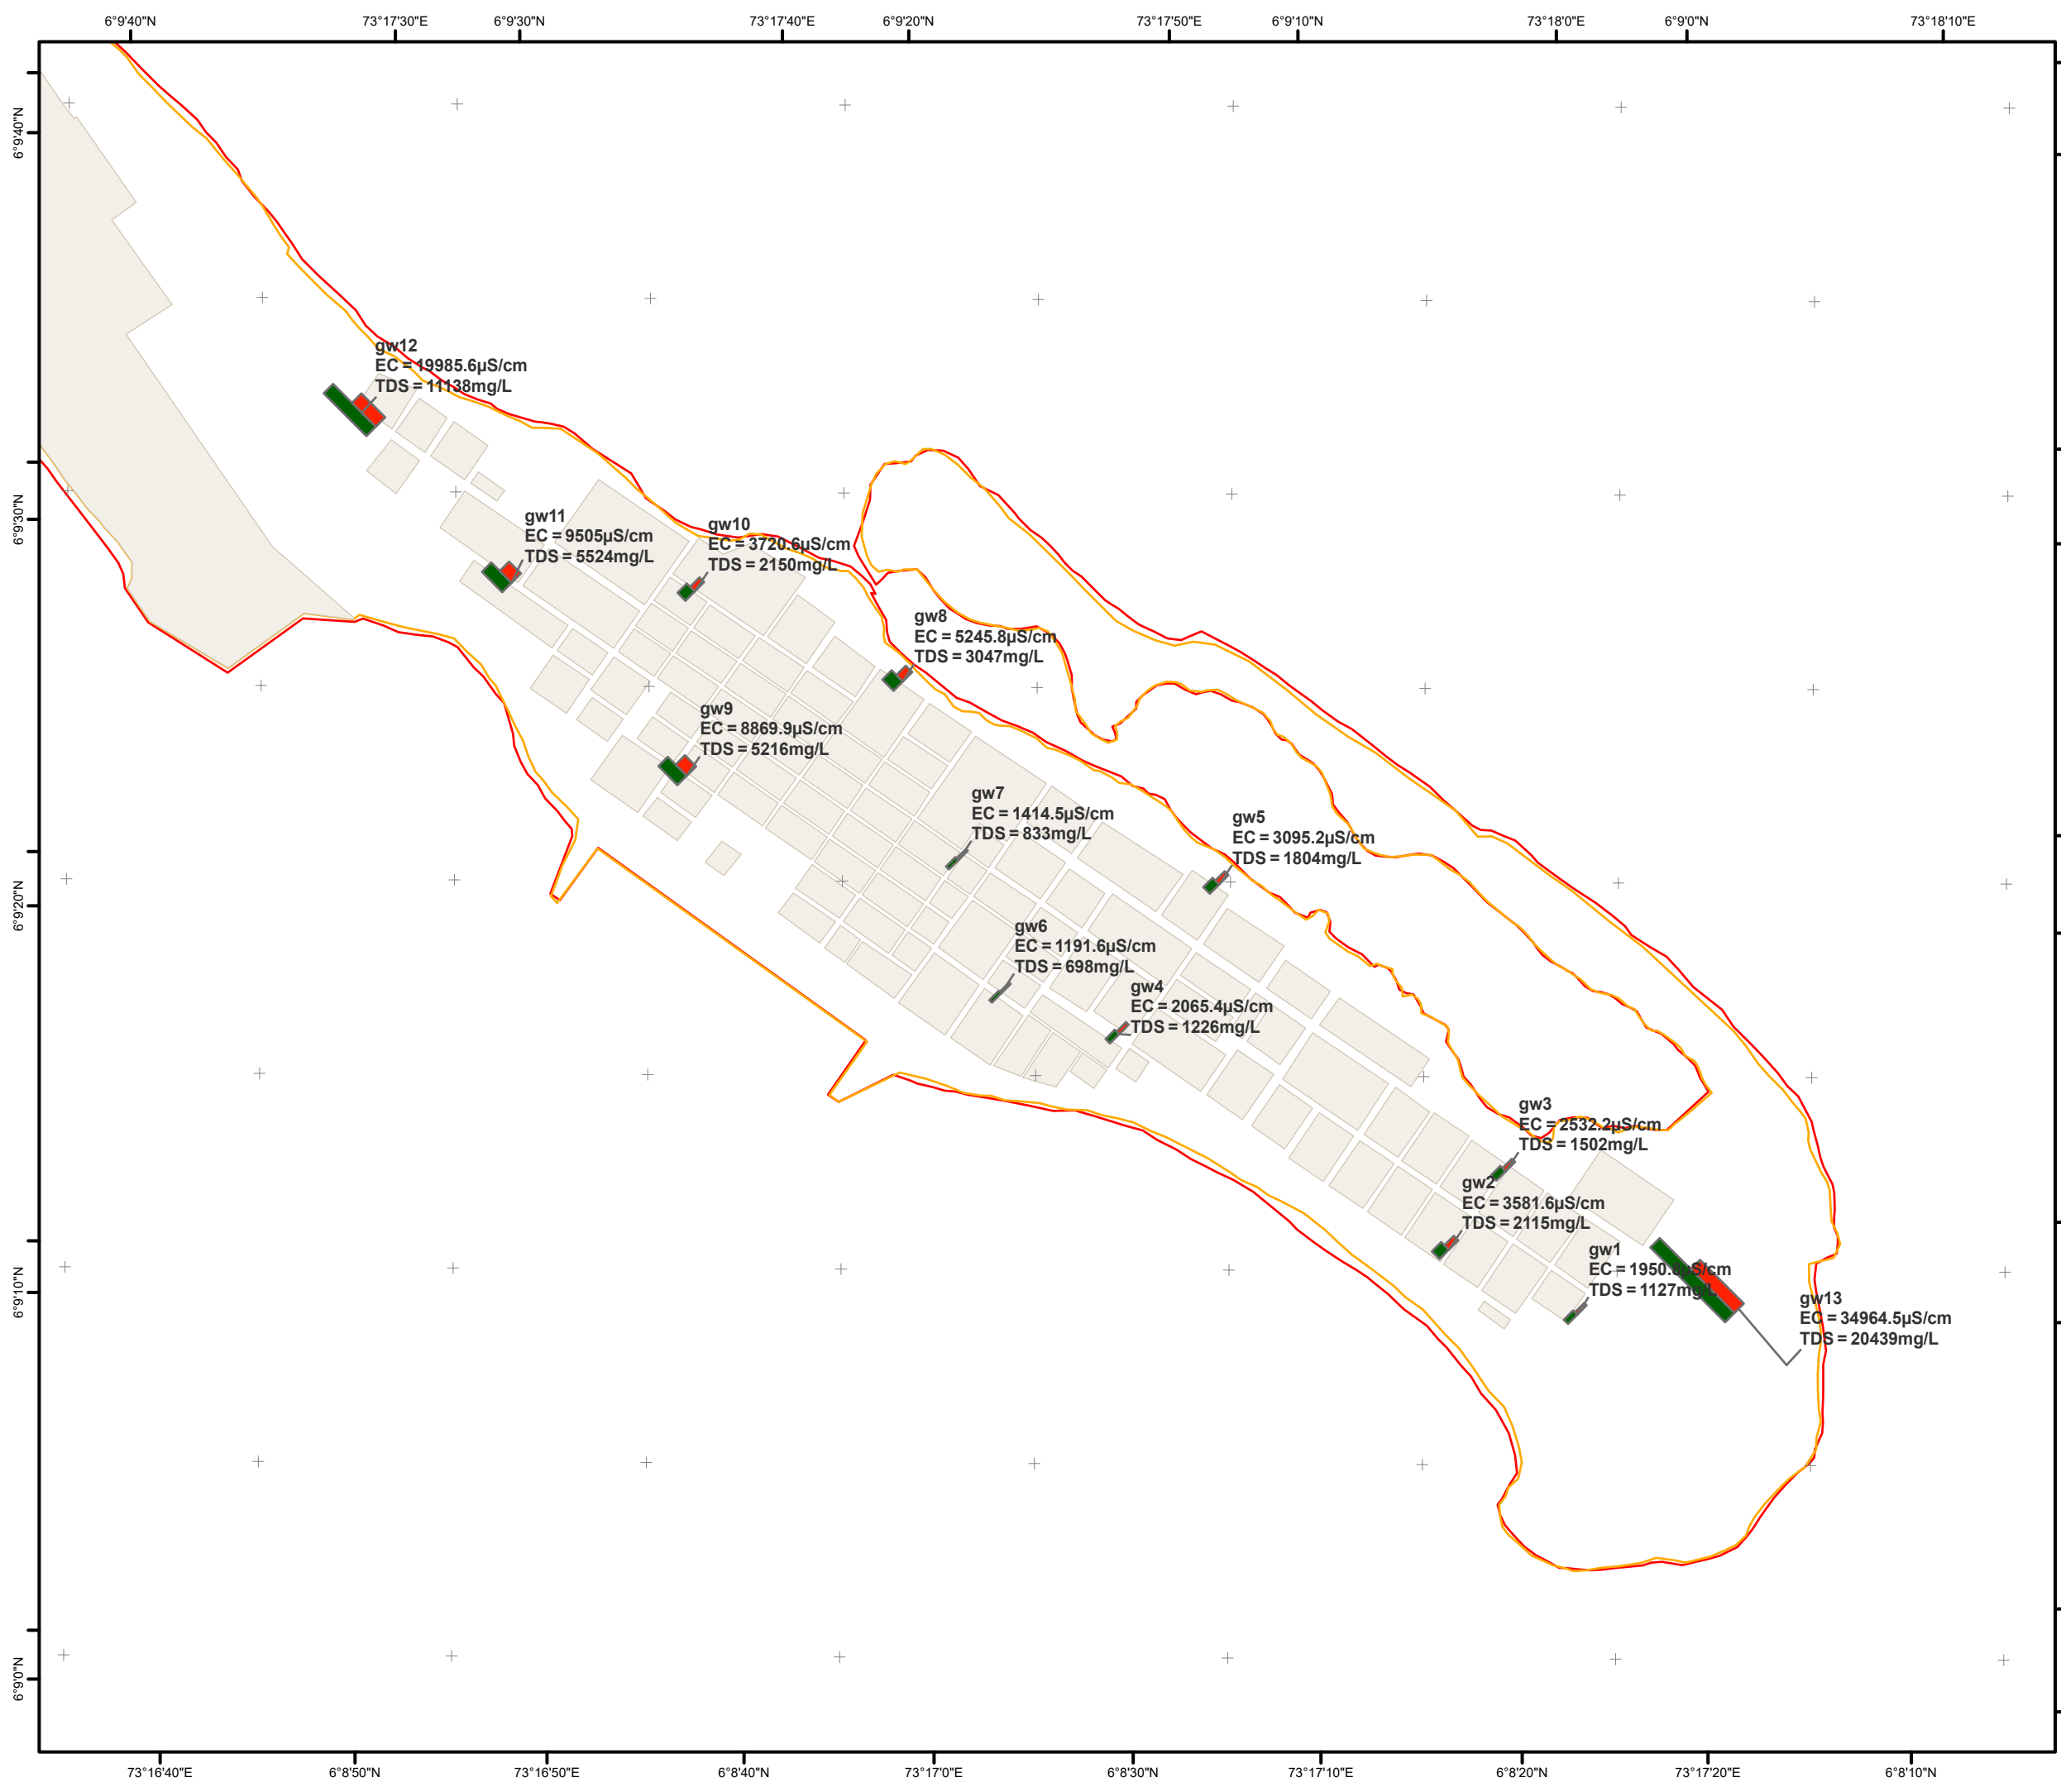 6°9'40"N 73°17'30"E 6°9'30"N 73°17'40"E 6°9'20"N 73°17'50"E 6°9'10"N 73°18'0"E 6°9'0"N 73°18'10"E
6°9'40"N
6°9'30"N
6°9'20"N
6°9'10"N
6°9'0"N
gw12
EC = 19985.6µS/cm
TDS = 11138mg/L
gw11
EC = 9505µS/cm
TDS = 5524mg/L
gw10
EC = 3720.6µS/cm
TDS = 2150mg/L
gw8
EC = 5245.8µS/cm
TDS = 3047mg/L
gw9
EC = 8869.9µS/cm
TDS = 5216mg/L
gw7
EC = 1414.5µS/cm
TDS = 833mg/L
gw5
EC = 3095.2µS/cm
TDS = 1804mg/L
gw6
EC = 1191.6µS/cm
TDS = 698mg/L
gw4
EC = 2065.4µS/cm
TDS = 1226mg/L
gw3
EC = 2532.2µS/cm
TDS = 1502mg/L
gw2
EC = 3581.6µS/cm
TDS = 2115mg/L
gw1
EC =
TDS = 1127mg/L
gw13
EC = 34964.5µS/cm
TDS = 20439mg/L
73°16'40"E 6°8'50"N 73°16'50"E 6°8'40"N 73°17'0"E 6°8'30"N 73°17'10"E 6°8'20"N 73°17'20"E 6°8'10"N